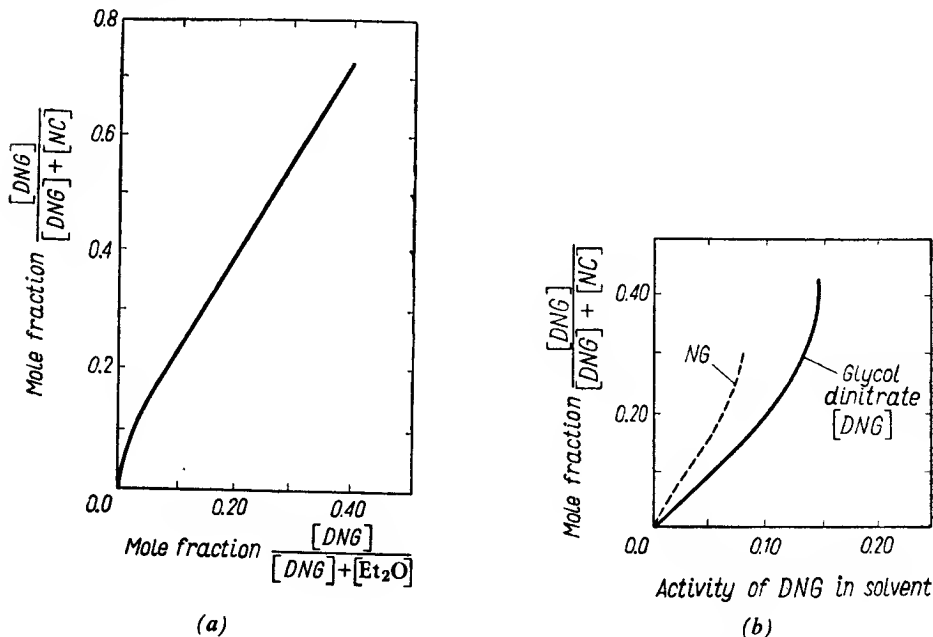 0.8
0.6
0.4
0.2
0.0
0.20
0.40
Mole fraction [DNG] / [DNG]+[NC]
Mole fraction [DNG] / [DNG]+[Et₂O]
(a)
0.40
0.20
0.0
0.10
0.20
NG
Glycol
dinitrate
[DNG]
Mole fraction [DNG] / [DNG] + [NC]
Activity of DNG in solvent
(b)